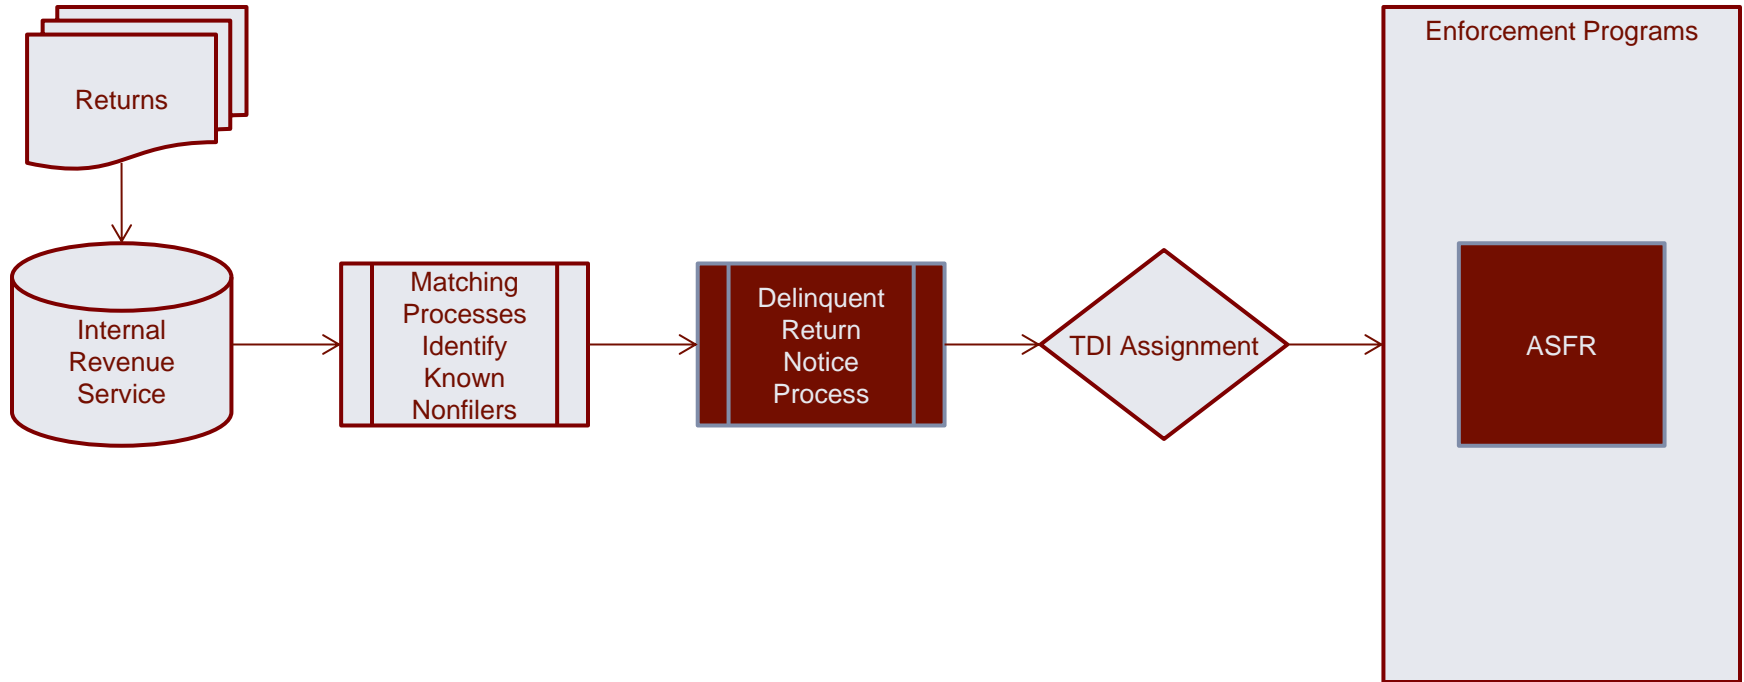 Returns
Internal
Revenue
Service
Matching
Processes
Identify
Known
Nonfilers
Delinquent
Return
Notice
Process
TDI Assignment
Enforcement Programs
ASFR